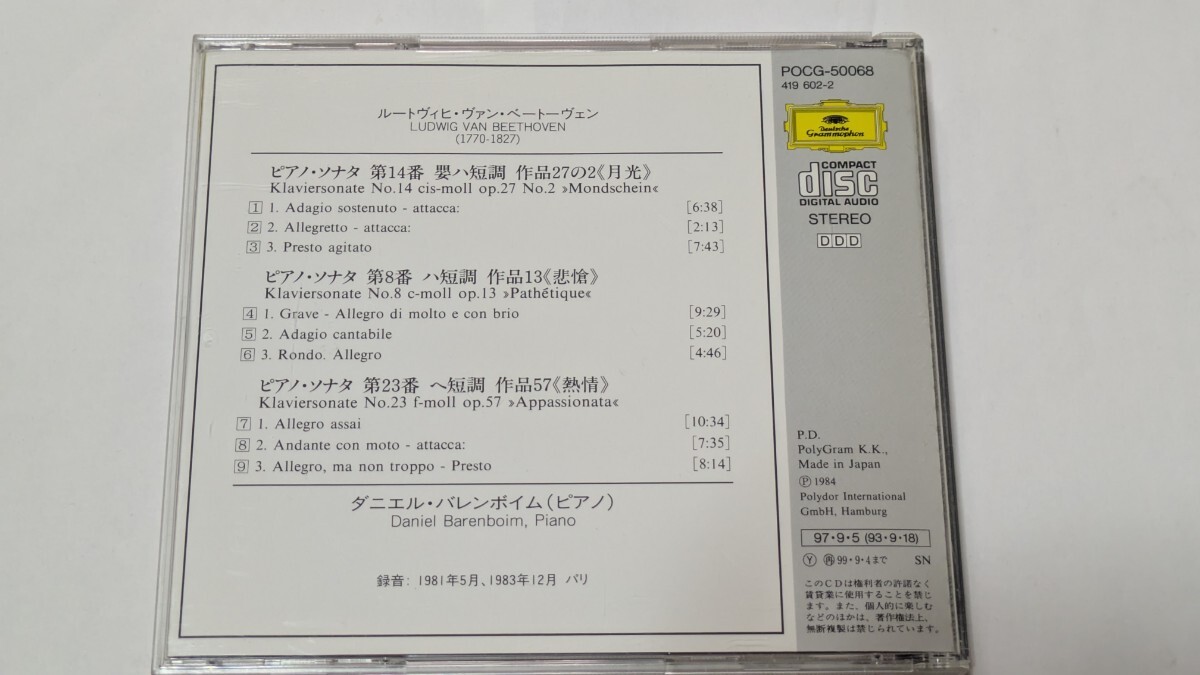 ルートヴィヒ・ヴァン・ベートーヴェン
LUDWIG VAN BEETHOVEN
(1770-1827)
ピアノ・ソナタ 第14番 嬰ハ短調 作品27の2《月光》
Klaviersonate No.14 cis-moll op.27 No.2 »Mondschein«
1 1. Adagio sostenuto - attacca: [6:38]
2 2. Allegretto - attacca: [2:13]
3 3. Presto agitato [7:43]
ピアノ・ソナタ 第8番 ハ短調 作品13《悲愴》
Klaviersonate No.8 c-moll op.13 »Pathétique«
4 1. Grave - Allegro di molto e con brio [9:29]
5 2. Adagio cantabile [5:20]
6 3. Rondo. Allegro [4:46]
ピアノ・ソナタ 第23番 ヘ短調 作品57《熱情》
Klaviersonate No.23 f-moll op.57 »Appassionata«
7 1. Allegro assai [10:34]
8 2. Andante con moto - attacca: [7:35]
9 3. Allegro, ma non troppo - Presto [8:14]
ダニエル・バレンボイム(ピアノ)
Daniel Barenboim, Piano
録音: 1981年5月、1983年12月 パリ
POCG-50068
419 602-2
Deutsche
Grammophon
COMPACT
disc
DIGITAL AUDIO
STEREO
DDD
P.D.
PolyGram K.K.,
Made in Japan
Ⓟ 1984
Polydor International
GmbH, Hamburg
97・9・5 (93・9・18)
Ⓨ 再99・9・4まで SN
このCDは権利者の許諾なく
賃貸業に使用することを禁じ
ます。また、個人的に楽しむ
などのほかは、著作権法上、
無断複製は禁じられています。